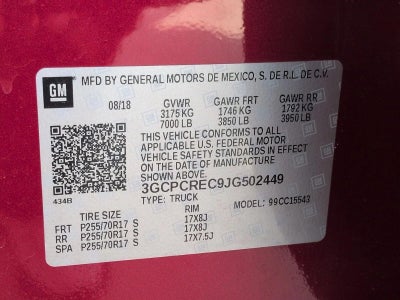 GM
MFD BY GENERAL MOTORS DE MEXICO, S. DE R.L. DE C.V.
08/18 GVWR GAWR FRT GAWR RR
3175 KG 1746 KG 1792 KG
7000 LB 3850 LB 3950 LB
THIS VEHICLE CONFORMS TO ALL
APPLICABLE U.S. FEDERAL MOTOR
VEHICLE SAFETY STANDARDS IN EFFECT
ON THE DATE OF MANUFACTURE
SHOWN ABOVE.
3GCPCREC9JG502449
434B
TYPE: TRUCK MODEL: 99CC15543
TIRE SIZE RIM
FRT P255/70R17 S 17X8J
RR P255/70R17 S 17X8J
SPA P255/70R17 S 17X7.5J